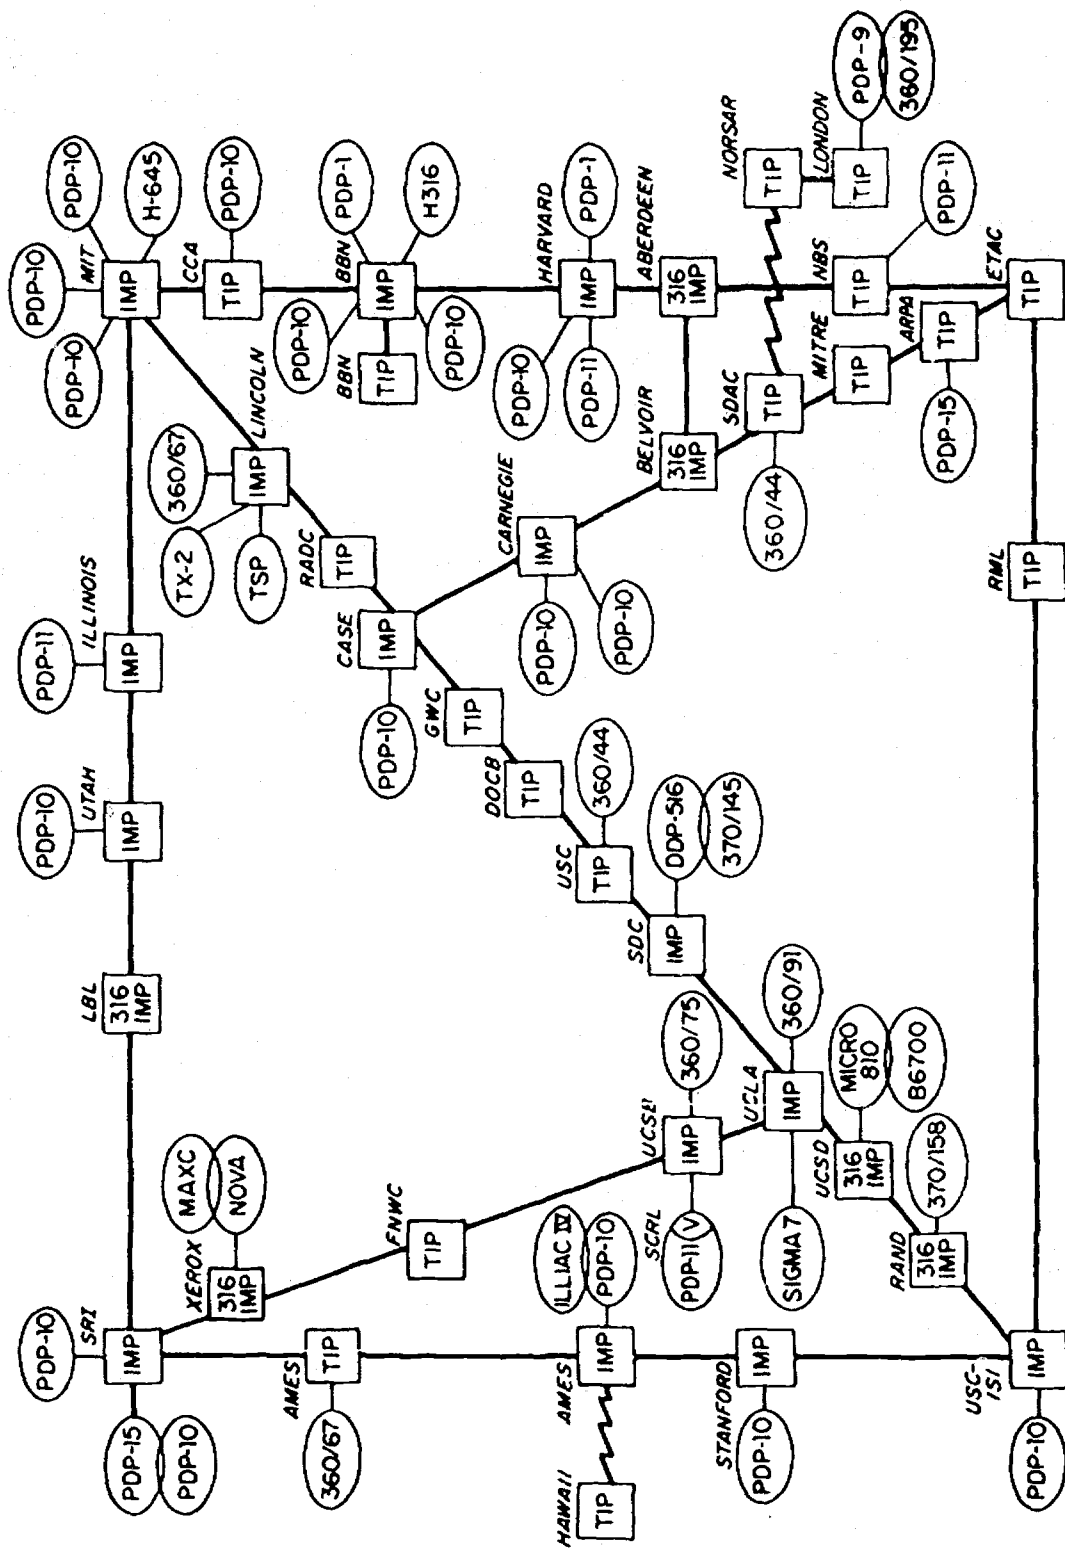 PDP-10
USC-
ISI
IMP
PDP-10
STANFORD
IMP
HAWAII
TIP
AMES
IMP
ILLIAC IV
PDP-10
360/67
AMES
TIP
PDP-15
PDP-10
PDP-10
SRI
IMP
XEROX
316
IMP
MAXC
NOVA
FNWC
TIP
SCRL
PDP-11
V
UCSB
IMP
360/75
SIGMA 7
UCLA
IMP
360/91
UCSD
316
IMP
MICRO
810
B6700
RAND
316
IMP
370/158
LBL
316
IMP
PDP-10
UTAH
IMP
PDP-11
ILLINOIS
IMP
SDC
IMP
DDP-516
370/145
USC
TIP
360/44
DOCB
TIP
GWC
TIP
PDP-10
CASE
IMP
RADC
TIP
TX-2
360/67
TSP
LINCOLN
IMP
PDP-10
PDP-10
PDP-10
H-645
MIT
IMP
CCA
TIP
PDP-10
BBN
TIP
PDP-10
PDP-10
BBN
IMP
PDP-1
H316
PDP-10
PDP-11
HARVARD
IMP
PDP-1
ABERDEEN
316
IMP
BELVOIR
316
IMP
CARNEGIE
IMP
PDP-10
PDP-10
360/44
SDAC
TIP
NORSAR
TIP
LONDON
TIP
PDP-9
360/195
MITRE
TIP
NBS
TIP
PDP-11
PDP-15
ARPA
TIP
ETAC
TIP
RML
TIP